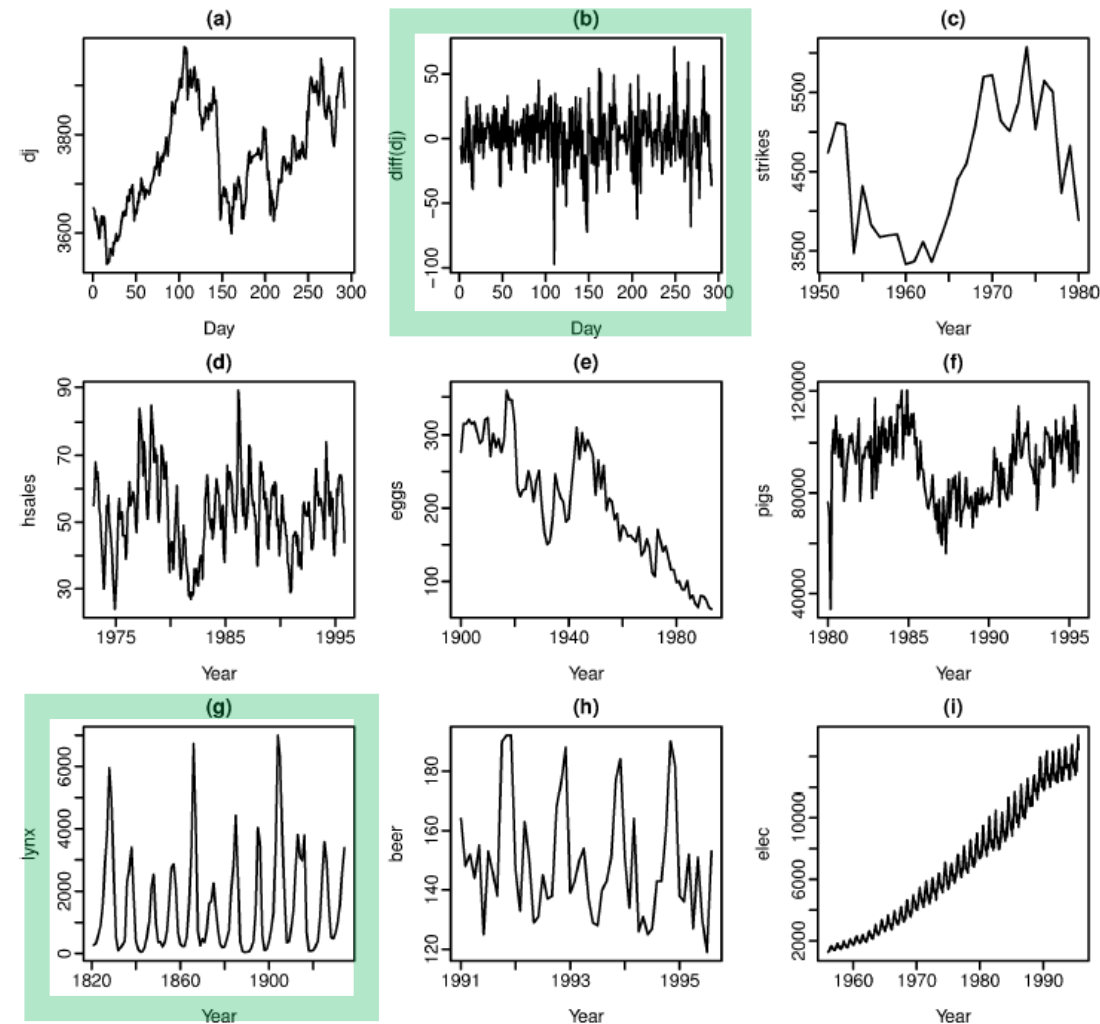 (a)
dj
3800
3600
0 50 100 150 200 250 300
Day
(b)
diff(dj)
50
0
−50
−100
0 50 100 150 200 250 300
Day
(c)
strikes
5500
4500
3500
1950 1960 1970 1980
Year
(d)
hsales
90
70
50
30
1975 1985 1995
Year
(e)
eggs
300
200
100
1900 1940 1980
Year
(f)
pigs
120000
80000
40000
1980 1985 1990 1995
Year
(g)
lynx
6000
4000
2000
0
1820 1860 1900
Year
(h)
beer
180
160
140
120
1991 1993 1995
Year
(i)
elec
10000
6000
2000
1960 1970 1980 1990
Year